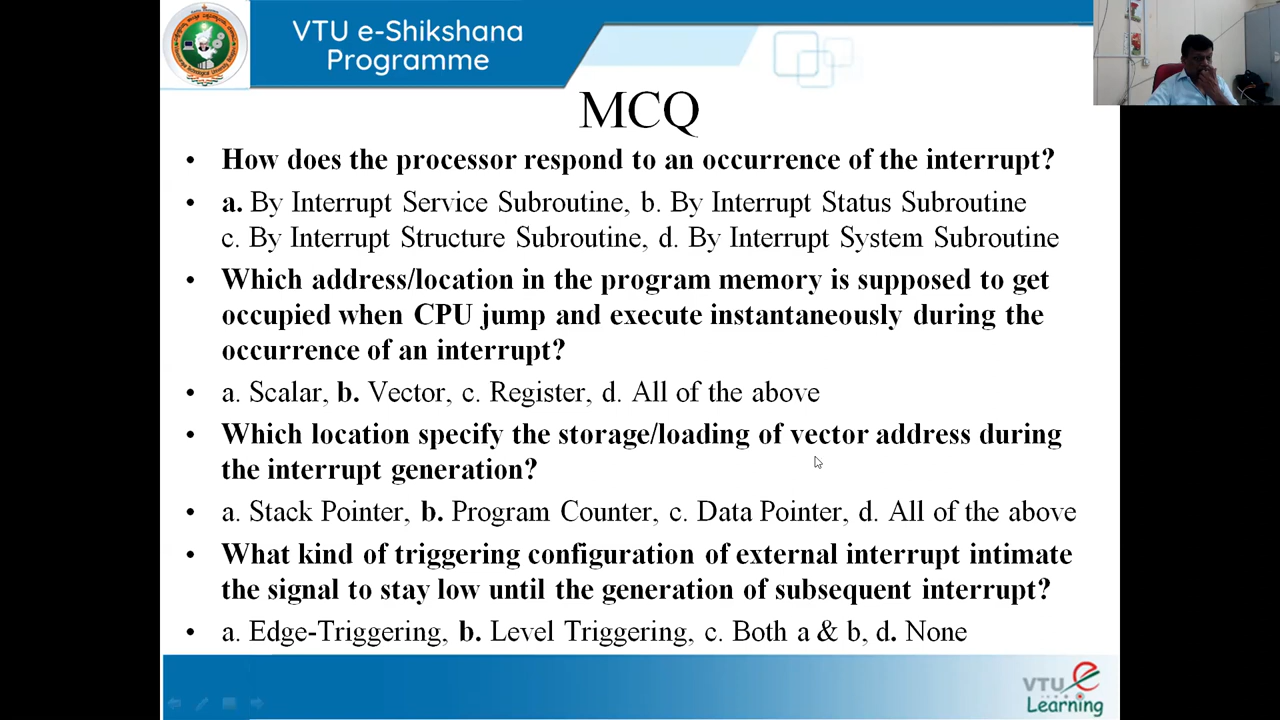 VTU e-Shikshana
Programme
MCQ
• How does the processor respond to an occurrence of the interrupt?
• a. By Interrupt Service Subroutine, b. By Interrupt Status Subroutine
c. By Interrupt Structure Subroutine, d. By Interrupt System Subroutine
• Which address/location in the program memory is supposed to get
occupied when CPU jump and execute instantaneously during the
occurrence of an interrupt?
• a. Scalar, b. Vector, c. Register, d. All of the above
• Which location specify the storage/loading of vector address during
the interrupt generation?
• a. Stack Pointer, b. Program Counter, c. Data Pointer, d. All of the above
• What kind of triggering configuration of external interrupt intimate
the signal to stay low until the generation of subsequent interrupt?
• a. Edge-Triggering, b. Level Triggering, c. Both a & b, d. None
VTU e
Learning